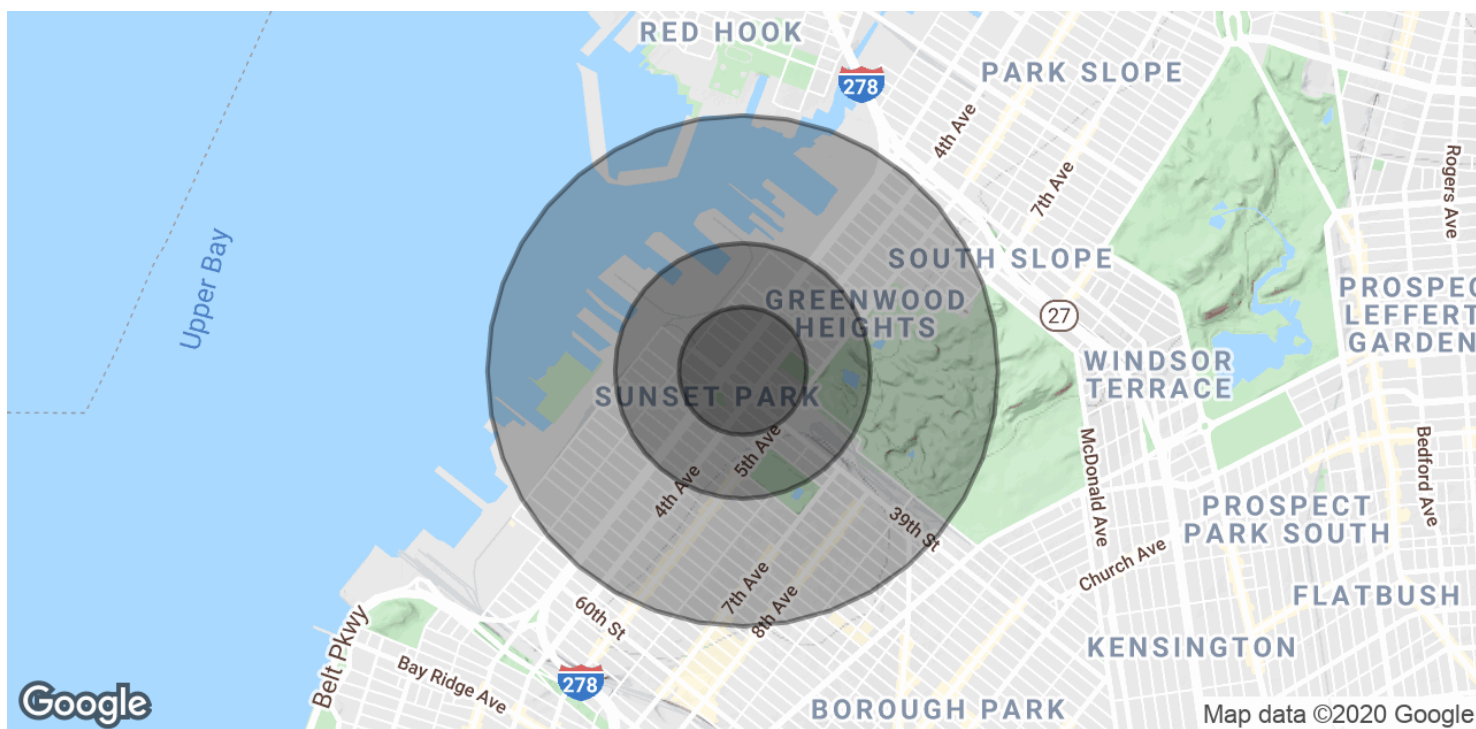 RED HOOK
278
PARK SLOPE
4th Ave
7th Ave
Rogers Ave
Upper Bay
SOUTH SLOPE
GREENWOOD
HEIGHTS
27
PROSPEC
LEFFERT
GARDEN
WINDSOR
TERRACE
SUNSET PARK
5th Ave
4th Ave
McDonald Ave
Bedford Ave
39th St
PROSPECT
PARK SOUTH
Church Ave
7th Ave
8th Ave
60th St
FLATBUSH
Belt Pkwy
Bay Ridge Ave
278
KENSINGTON
BOROUGH PARK
Google
Map data ©2020 Google